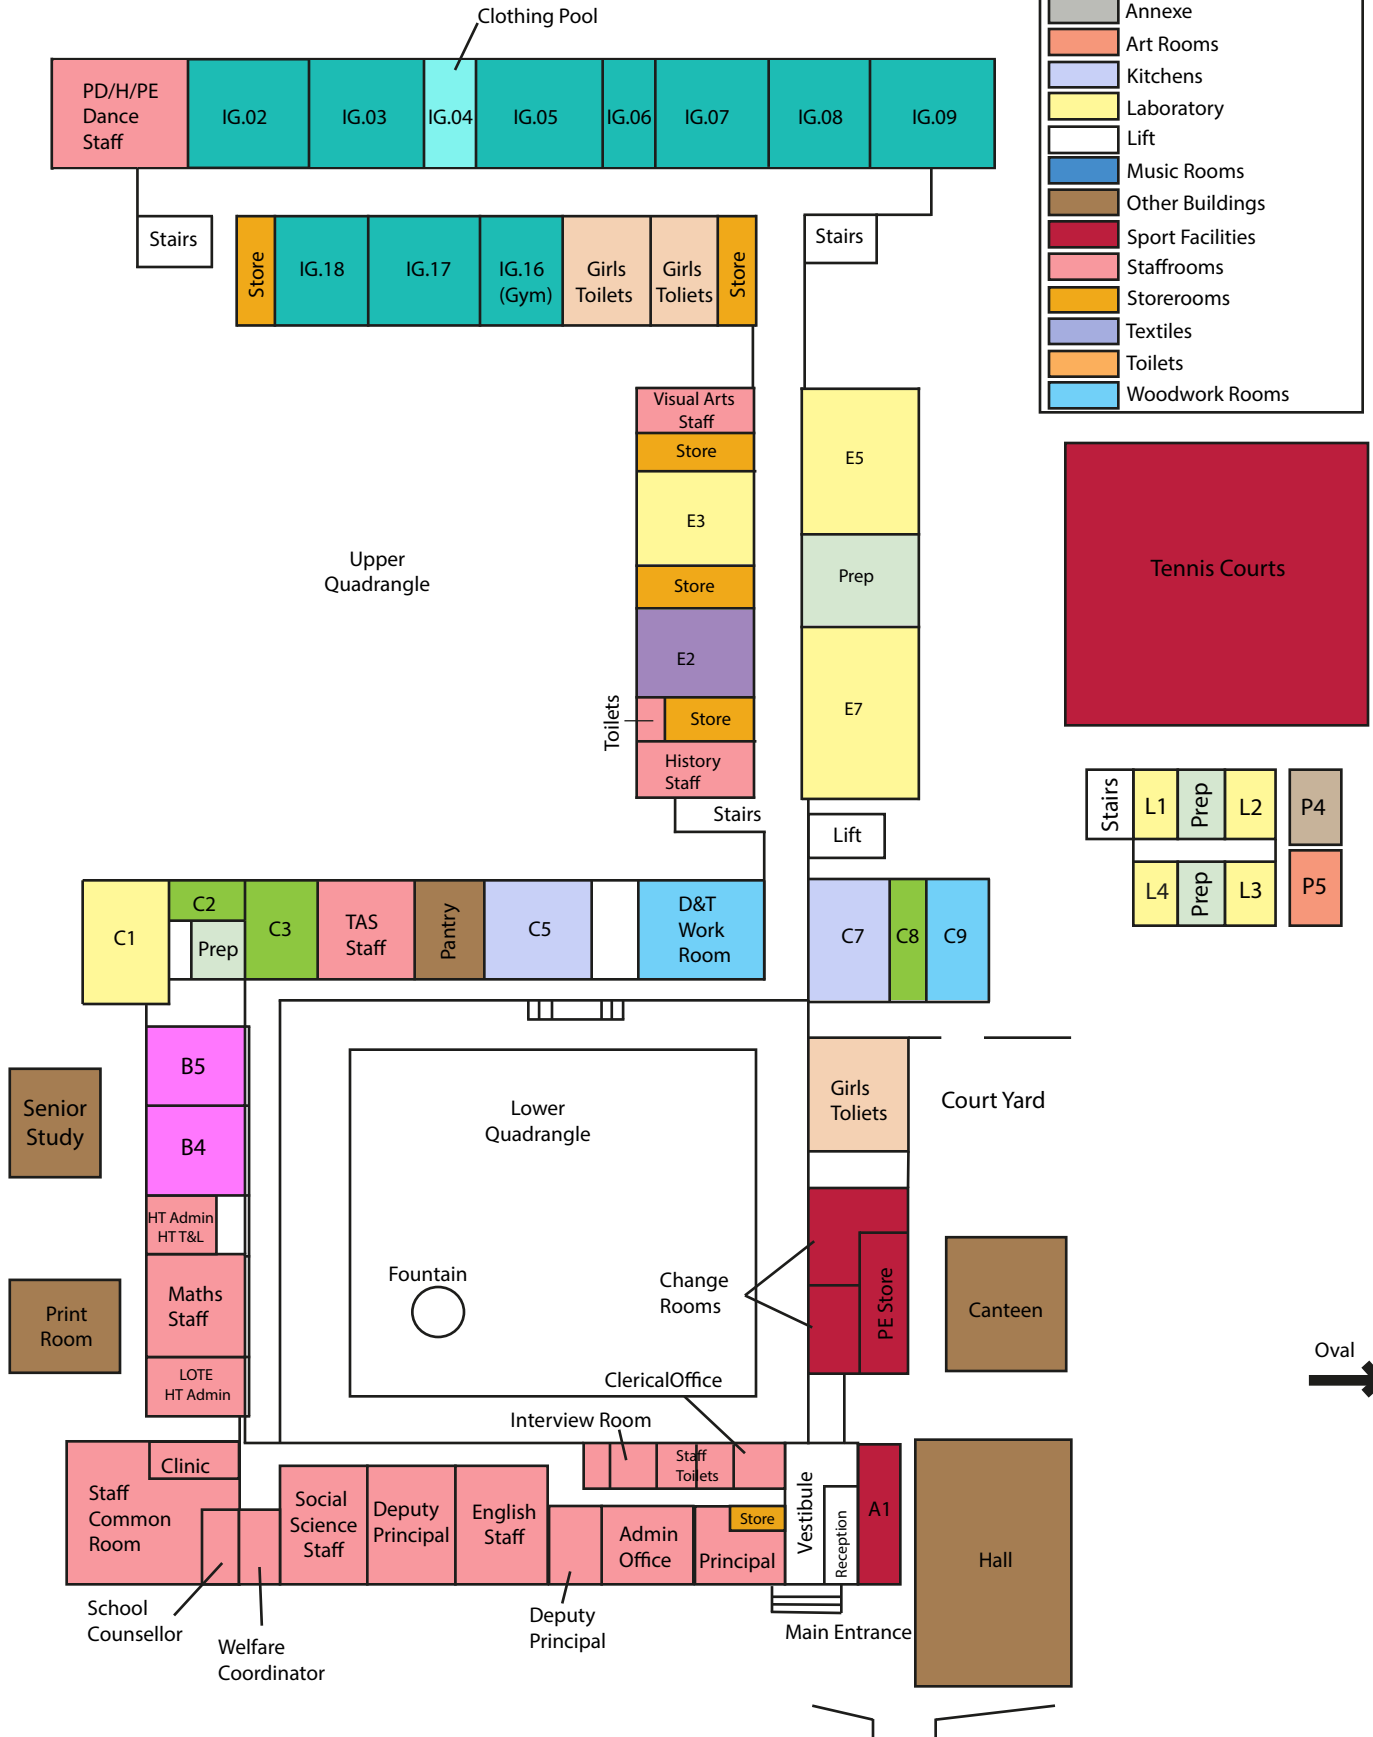 Clothing Pool
PD/H/PE
Dance
Staff
IG.02
IG.03
IG.04
IG.05
IG.06
IG.07
IG.08
IG.09
Annexe
Art Rooms
Kitchens
Laboratory
Lift
Music Rooms
Other Buildings
Sport Facilities
Staffrooms
Storerooms
Textiles
Toilets
Woodwork Rooms
Stairs
Store
IG.18
IG.17
IG.16
(Gym)
Girls
Toilets
Girls
Toliets
Store
Stairs
Visual Arts
Staff
Store
E3
Store
E2
Toilets
Store
History
Staff
Stairs
E5
Prep
E7
Lift
Upper
Quadrangle
Tennis Courts
Stairs
L1
Prep
L2
P4
L4
Prep
L3
P5
C1
C2
Prep
C3
TAS
Staff
Pantry
C5
D&T
Work
Room
C7
C8
C9
B5
B4
Senior
Study
HT Admin
HT T&L
Maths
Staff
Print
Room
LOTE
HT Admin
Lower
Quadrangle
Fountain
Girls
Toliets
Court Yard
Change
Rooms
PE Store
Canteen
Oval
ClericalOffice
Interview Room
Staff
Toilets
Clinic
Staff
Common
Room
Social
Science
Staff
Deputy
Principal
English
Staff
Admin
Office
Store
Principal
Vestibule
Reception
A1
Hall
School
Counsellor
Welfare
Coordinator
Deputy
Principal
Main Entrance